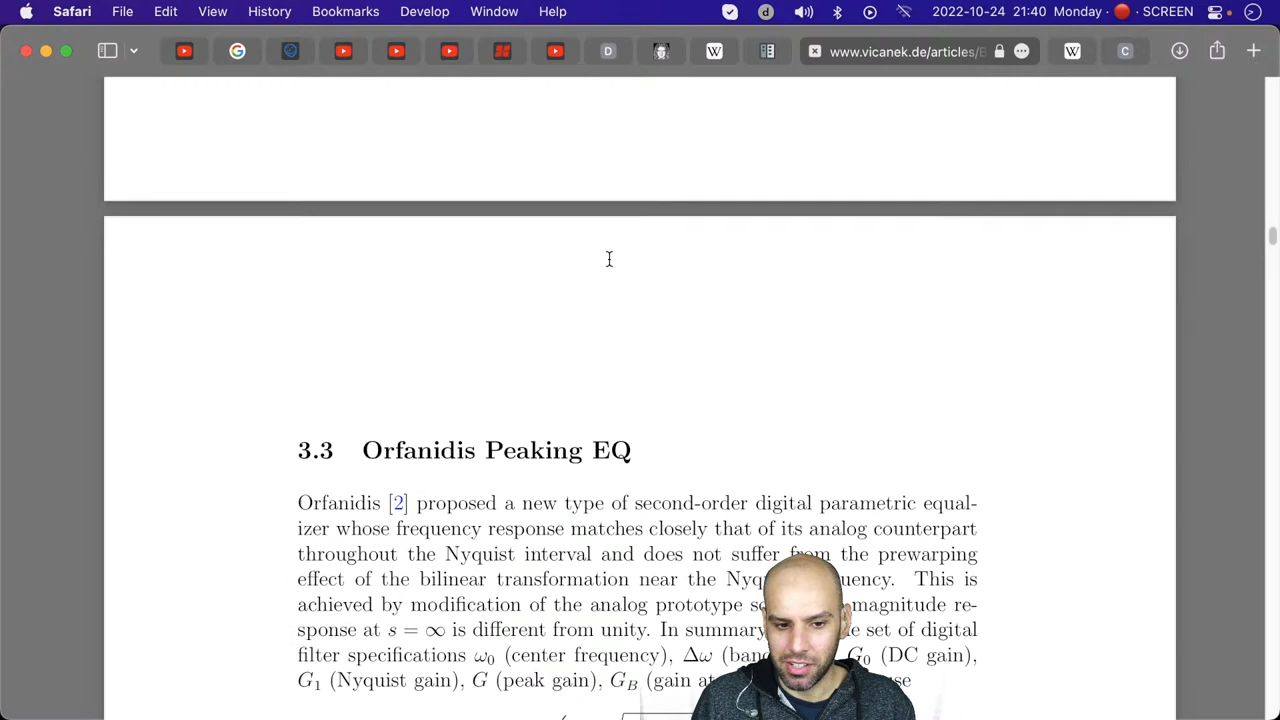 Safari File Edit View History Bookmarks Develop Window Help 2022-10-24 21:40 Monday SCREEN
www.vicanek.de/articles/B
3.3 Orfanidis Peaking EQ
Orfanidis [2] proposed a new type of second-order digital parametric equal-
izer whose frequency response matches closely that of its analog counterpart
throughout the Nyquist interval and does not suffer from the prewarping
effect of the bilinear transformation near the Nyq uency. This is
achieved by modification of the analog prototype so magnitude re-
sponse at s = ∞ is different from unity. In summary e set of digital
filter specifications ω₀ (center frequency), Δω (ban G₀ (DC gain),
G₁ (Nyquist gain), G (peak gain), G_B (gain at se